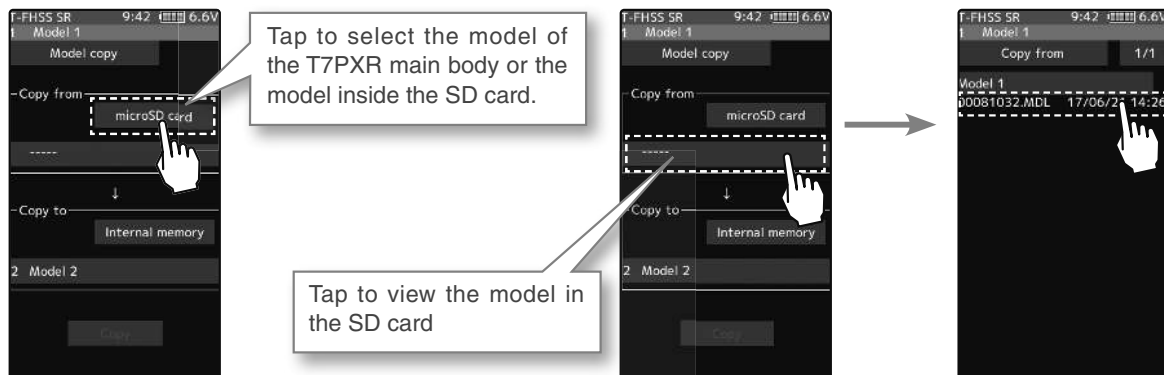 T-FHSS SR 9:42 6.6V
1 Model 1
Model copy
Copy from
microSD card
-----
↓
Copy to
Internal memory
2 Model 2
Copy
Tap to select the model of
the T7PXR main body or the
model inside the SD card.
T-FHSS SR 9:42 6.6V
1 Model 1
Model copy
Copy from
microSD card
-----
↓
Copy to
Internal memory
2 Model 2
Copy
Tap to view the model in
the SD card
T-FHSS SR 9:42 6.6V
1 Model 1
Copy from 1/1
Model 1
00081032.MDL 14:26